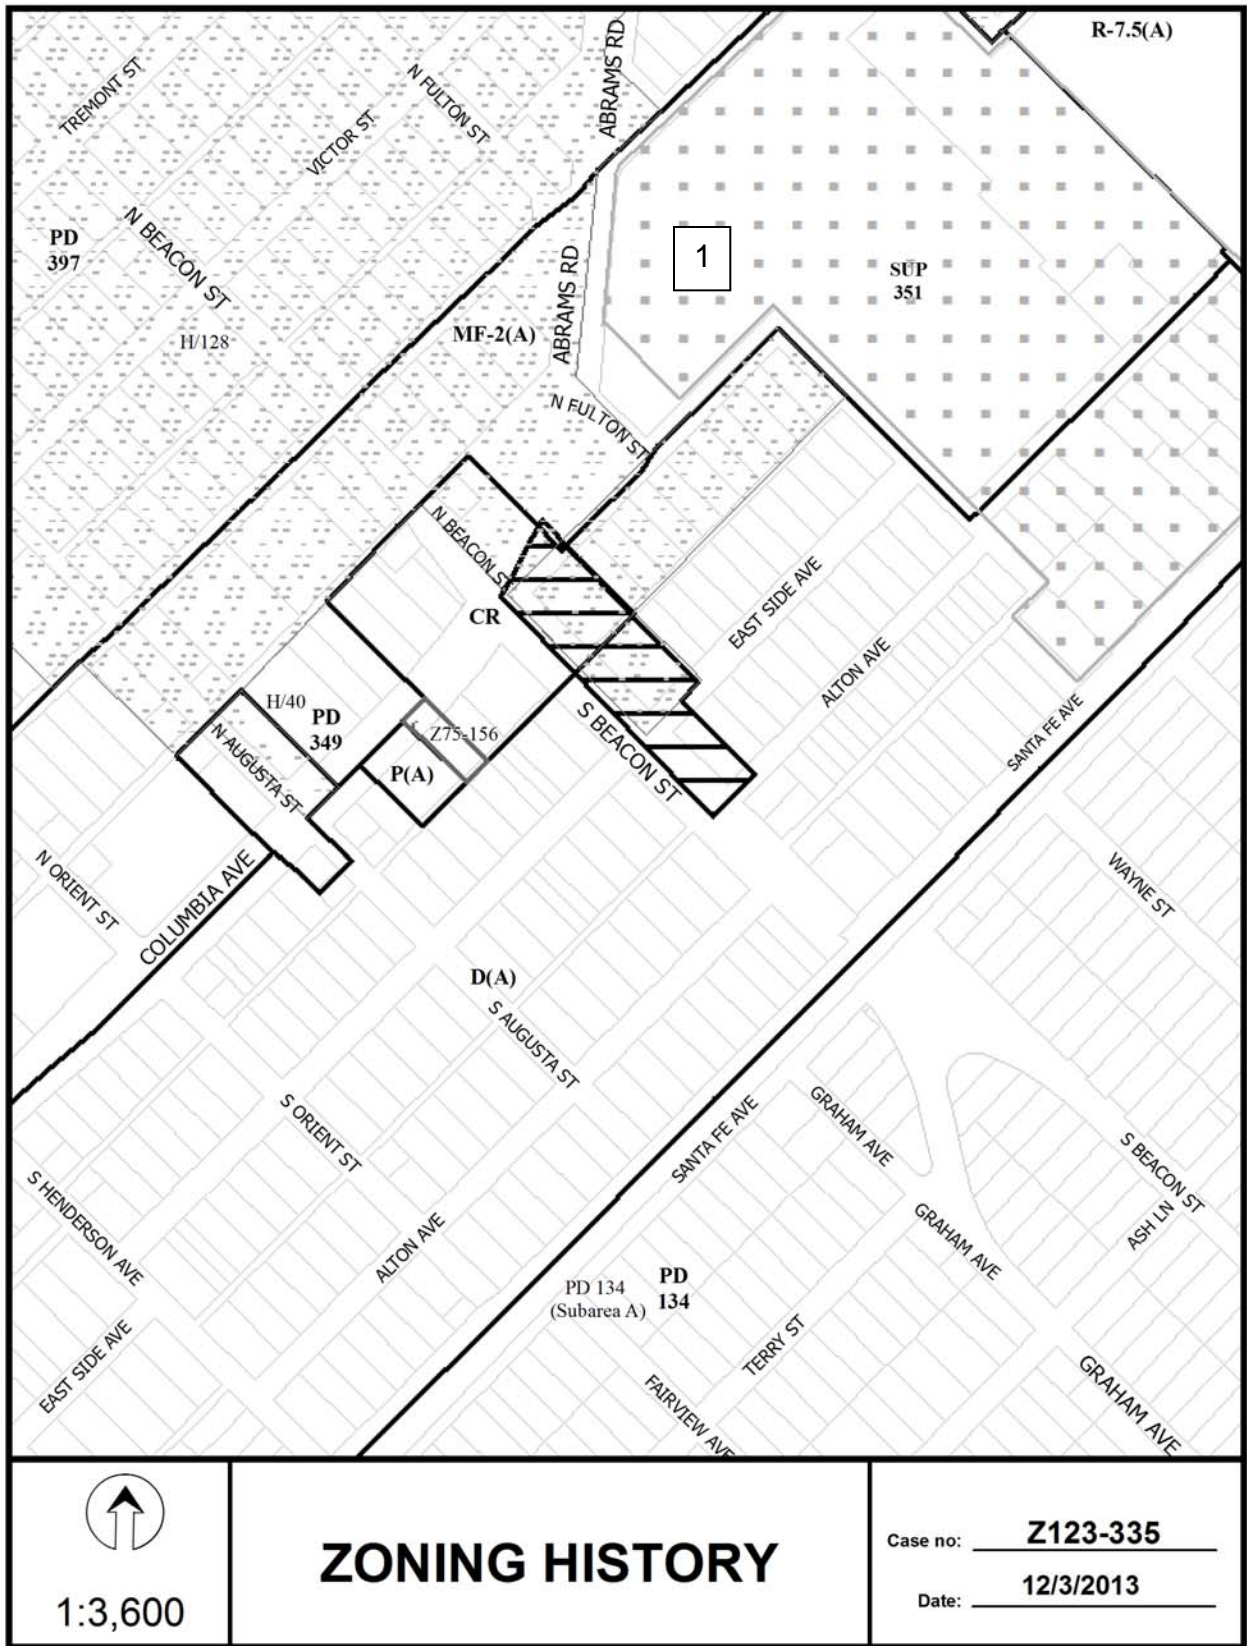 R-7.5(A)
ABRAMS RD
TREMONT ST
N FULTON ST
VICTOR ST
PD
397
N BEACON ST
1
SUP
351
ABRAMS RD
MF-2(A)
H/128
N FULTON ST
N BEACON ST
CR
EAST SIDE AVE
ALTON AVE
H/40
PD
349
Z75-156
S BEACON ST
N AUGUSTA ST
P(A)
SANTA FE AVE
N ORIENT ST
COLUMBIA AVE
WAYNE ST
D(A)
S AUGUSTA ST
S ORIENT ST
SANTA FE AVE
GRAHAM AVE
S BEACON ST
S HENDERSON AVE
ALTON AVE
GRAHAM AVE
ASH LN
PD 134
(Subarea A)
PD
134
EAST SIDE AVE
TERRY ST
FAIRVIEW AVE
GRAHAM AVE
1:3,600
ZONING HISTORY
Case no: Z123-335
Date: 12/3/2013